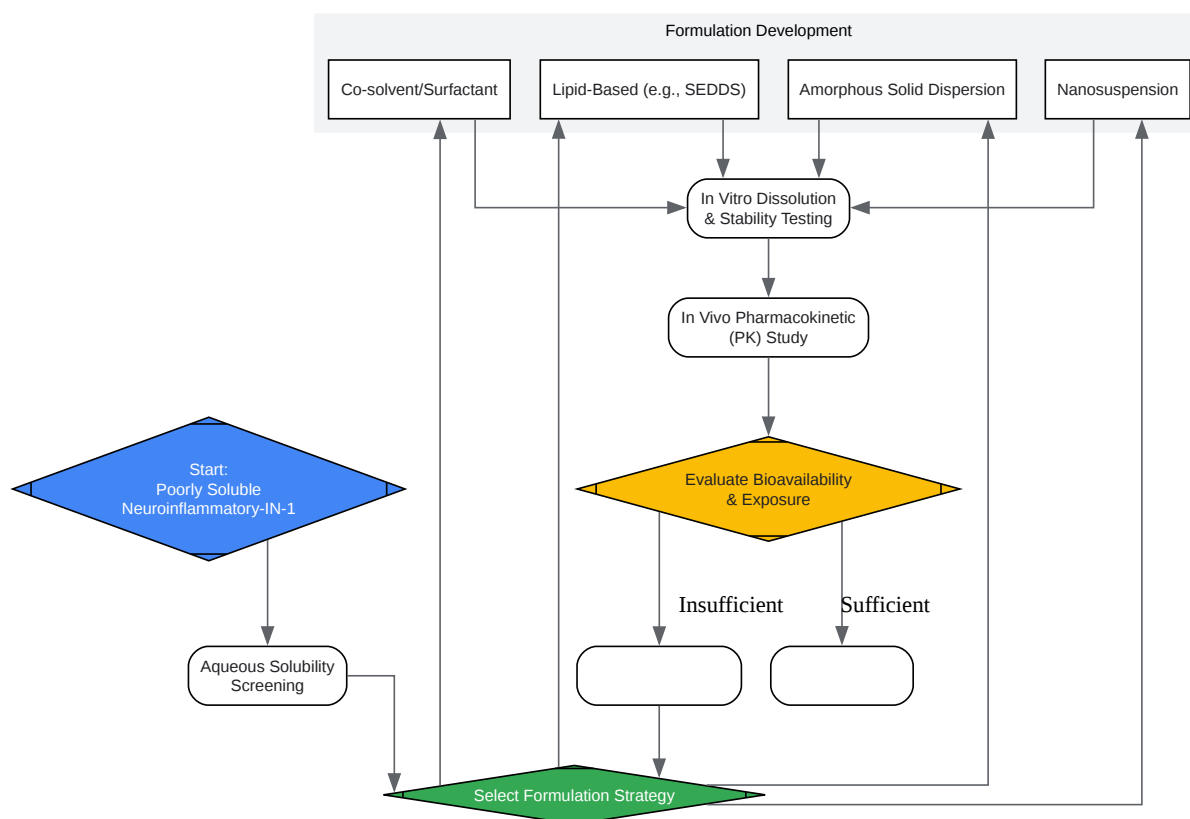 Formulation Development
Co-solvent/Surfactant
Lipid-Based (e.g., SEDDS)
Amorphous Solid Dispersion
Nanosuspension
In Vitro Dissolution
& Stability Testing
In Vivo Pharmacokinetic
(PK) Study
Start:
Poorly Soluble
Neuroinflammatory-IN-1
Evaluate Bioavailability
& Exposure
Insufficient
Sufficient
Aqueous Solubility
Screening
Select Formulation Strategy